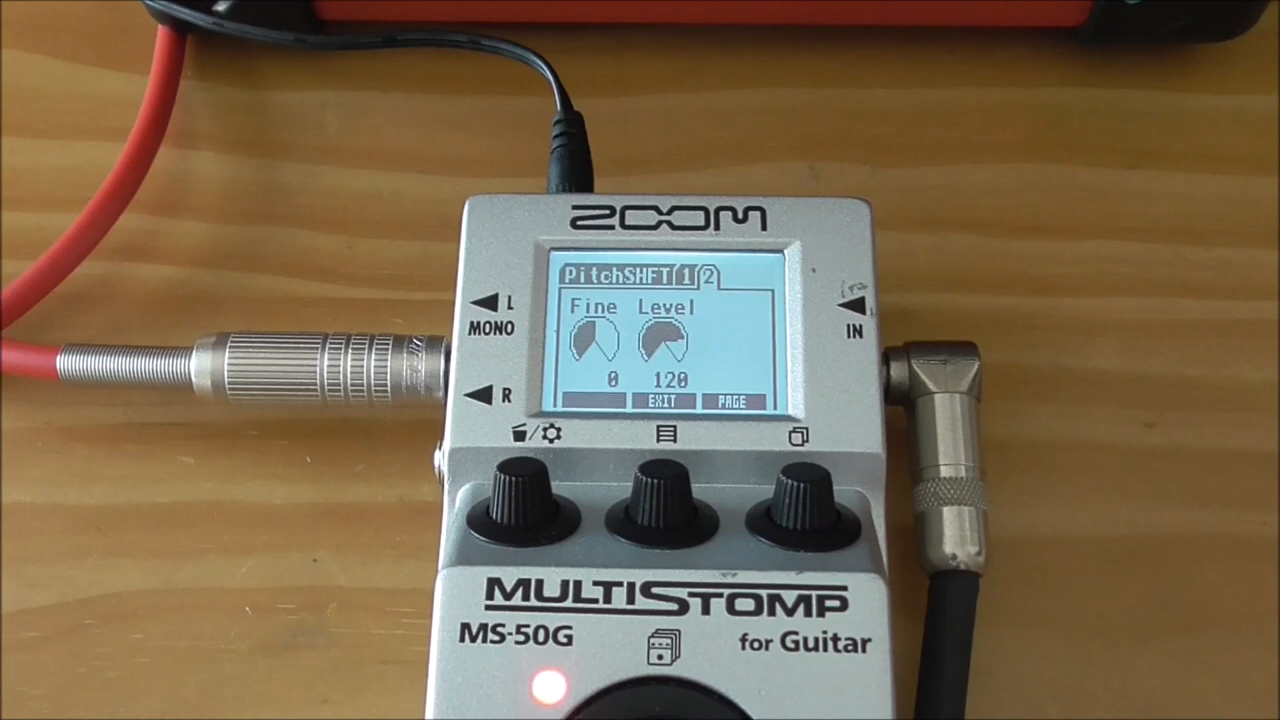 ZOOM
PitchSHFT 1 2
Fine Level
0 120
EXIT PAGE
L
MONO
R
IN
MULTISTOMP
MS-50G
for Guitar